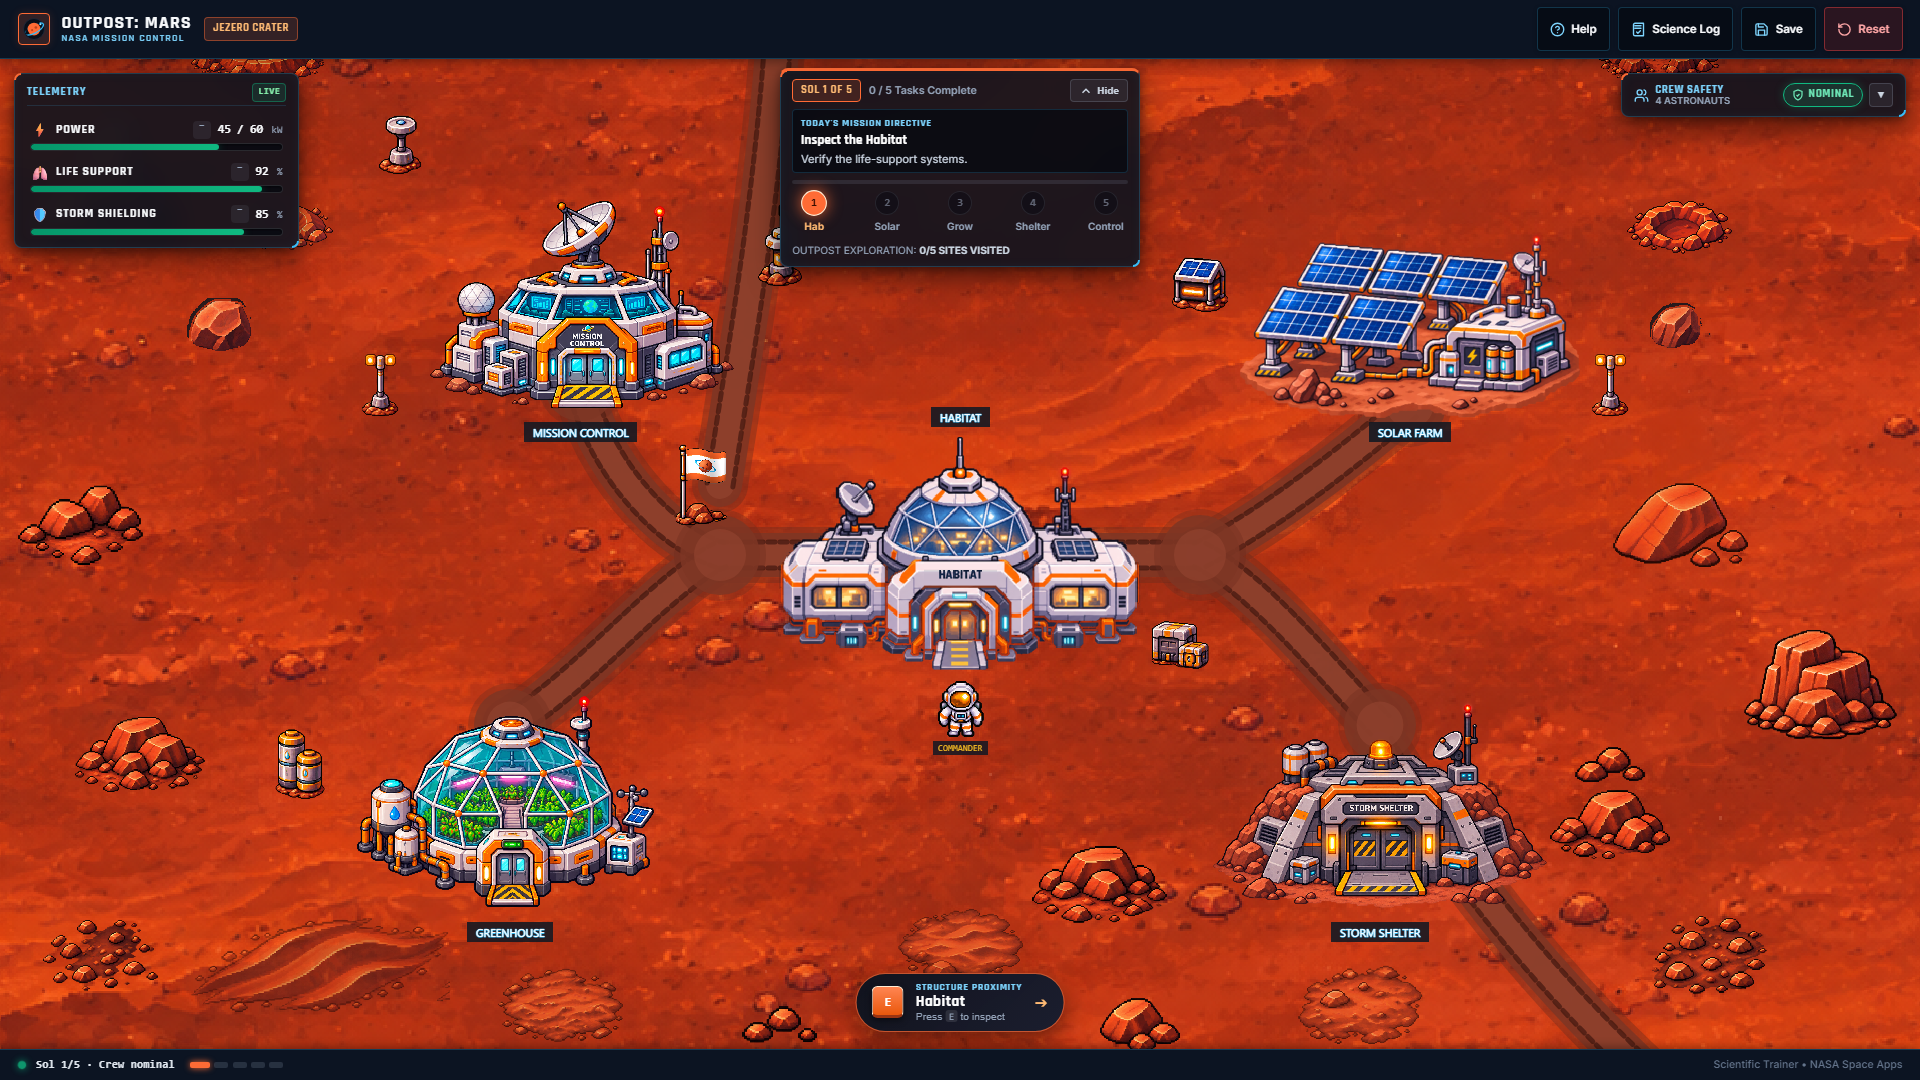 OUTPOST: MARS
NASA MISSION CONTROL
JEZERO CRATER
Help
Science Log
Save
Reset
TELEMETRY
LIVE
POWER
45 / 60 kW
LIFE SUPPORT
92 %
STORM SHIELDING
85 %
SOL 1 OF 5
0 / 5 Tasks Complete
Hide
TODAY'S MISSION DIRECTIVE
Inspect the Habitat
Verify the life-support systems.
1
2
3
4
5
Hab
Solar
Grow
Shelter
Control
OUTPOST EXPLORATION: 0/5 SITES VISITED
CREW SAFETY
4 ASTRONAUTS
NOMINAL
MISSION CONTROL
MISSION CONTROL
HABITAT
SOLAR FARM
HABITAT
COMMANDER
STORM SHELTER
GREENHOUSE
STORM SHELTER
E
STRUCTURE PROXIMITY
Habitat
Press E to inspect
Sol 1/5 · Crew nominal
Scientific Trainer • NASA Space Apps